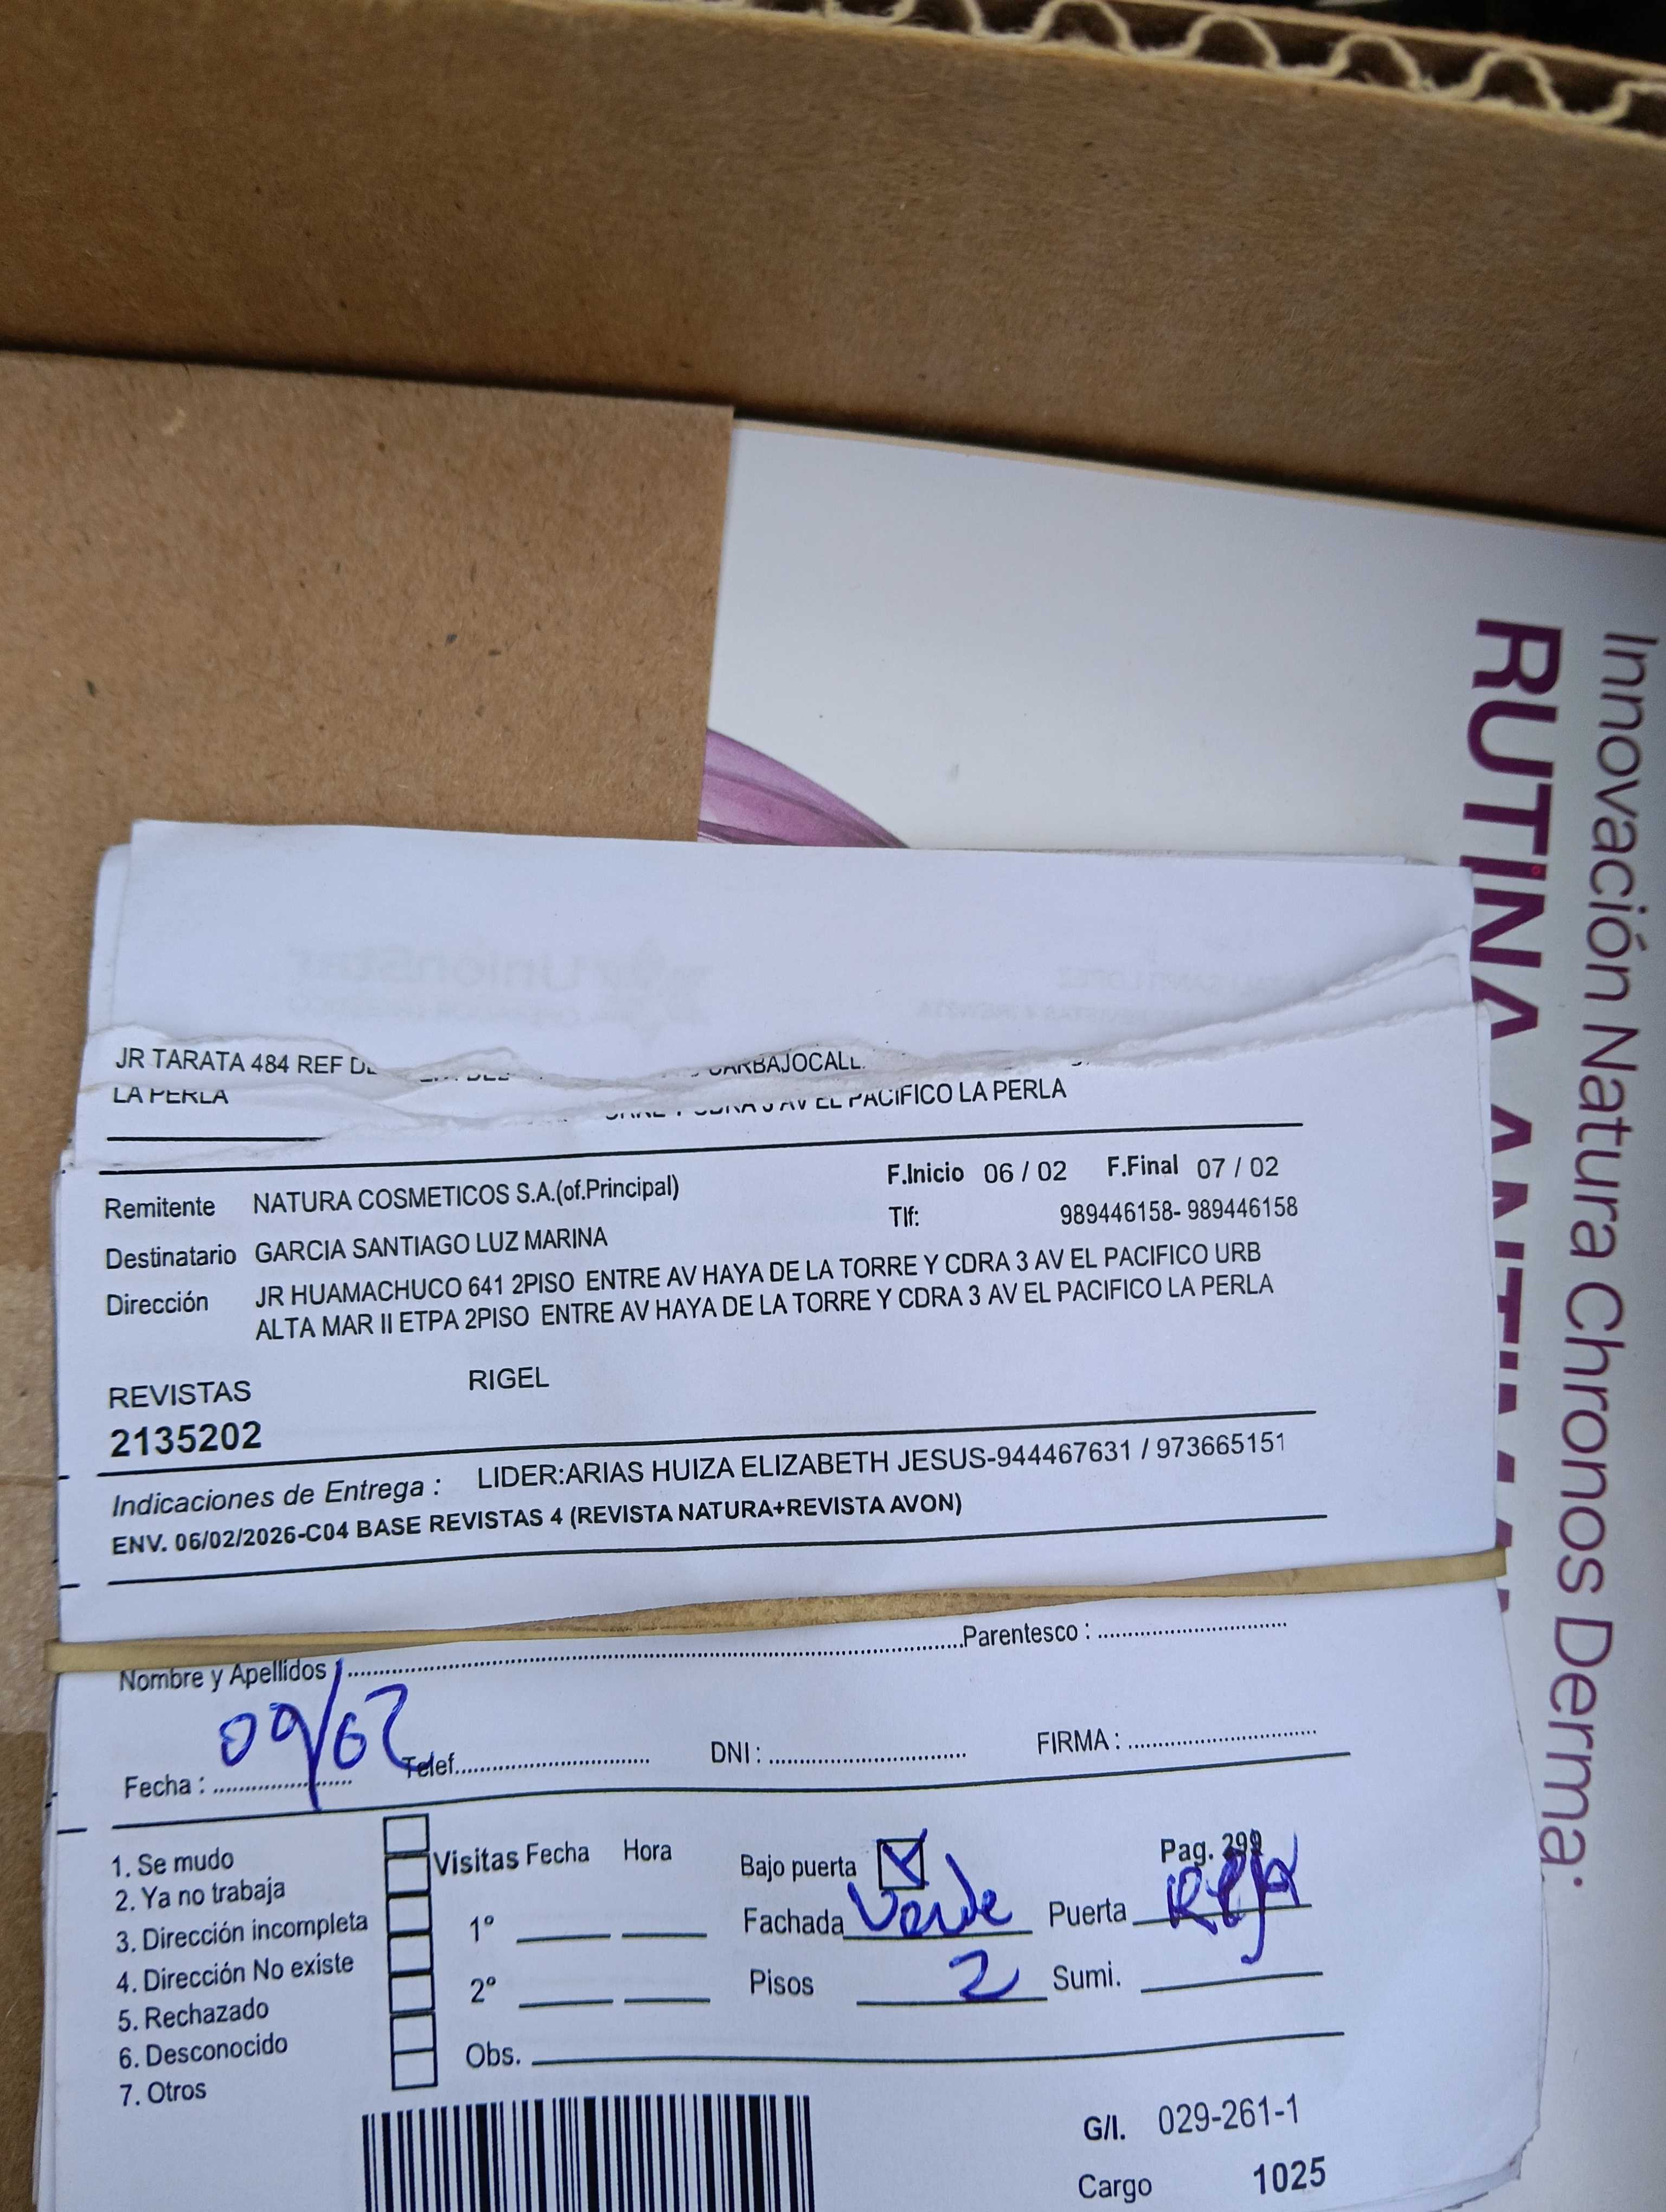 Innovación Natura Chronos Derma:
RUTINA
JR TARATA 484 REF
LA PERLA
AV EL PACIFICO LA PERLA
Remitente NATURA COSMETICOS S.A.(of.Principal) F.Inicio 06 / 02 F.Final 07 / 02
Tlf: 989446158- 989446158
Destinatario GARCIA SANTIAGO LUZ MARINA
Dirección JR HUAMACHUCO 641 2PISO ENTRE AV HAYA DE LA TORRE Y CDRA 3 AV EL PACIFICO URB
ALTA MAR II ETPA 2PISO ENTRE AV HAYA DE LA TORRE Y CDRA 3 AV EL PACIFICO LA PERLA
REVISTAS RIGEL
2135202
Indicaciones de Entrega : LIDER:ARIAS HUIZA ELIZABETH JESUS-944467631 / 973665151
ENV. 06/02/2026-C04 BASE REVISTAS 4 (REVISTA NATURA+REVISTA AVON)
Nombre y Apellidos Parentesco :
Fecha : 09/02 Telef. DNI : FIRMA :
1. Se mudo
2. Ya no trabaja
3. Dirección incompleta
4. Dirección No existe
5. Rechazado
6. Desconocido
7. Otros
Visitas Fecha Hora
1º
2º
Obs.
Bajo puerta Pag. 299
Fachada Verde Puerta Reja
Pisos 2 Sumi.
G/I. 029-261-1
Cargo 1025